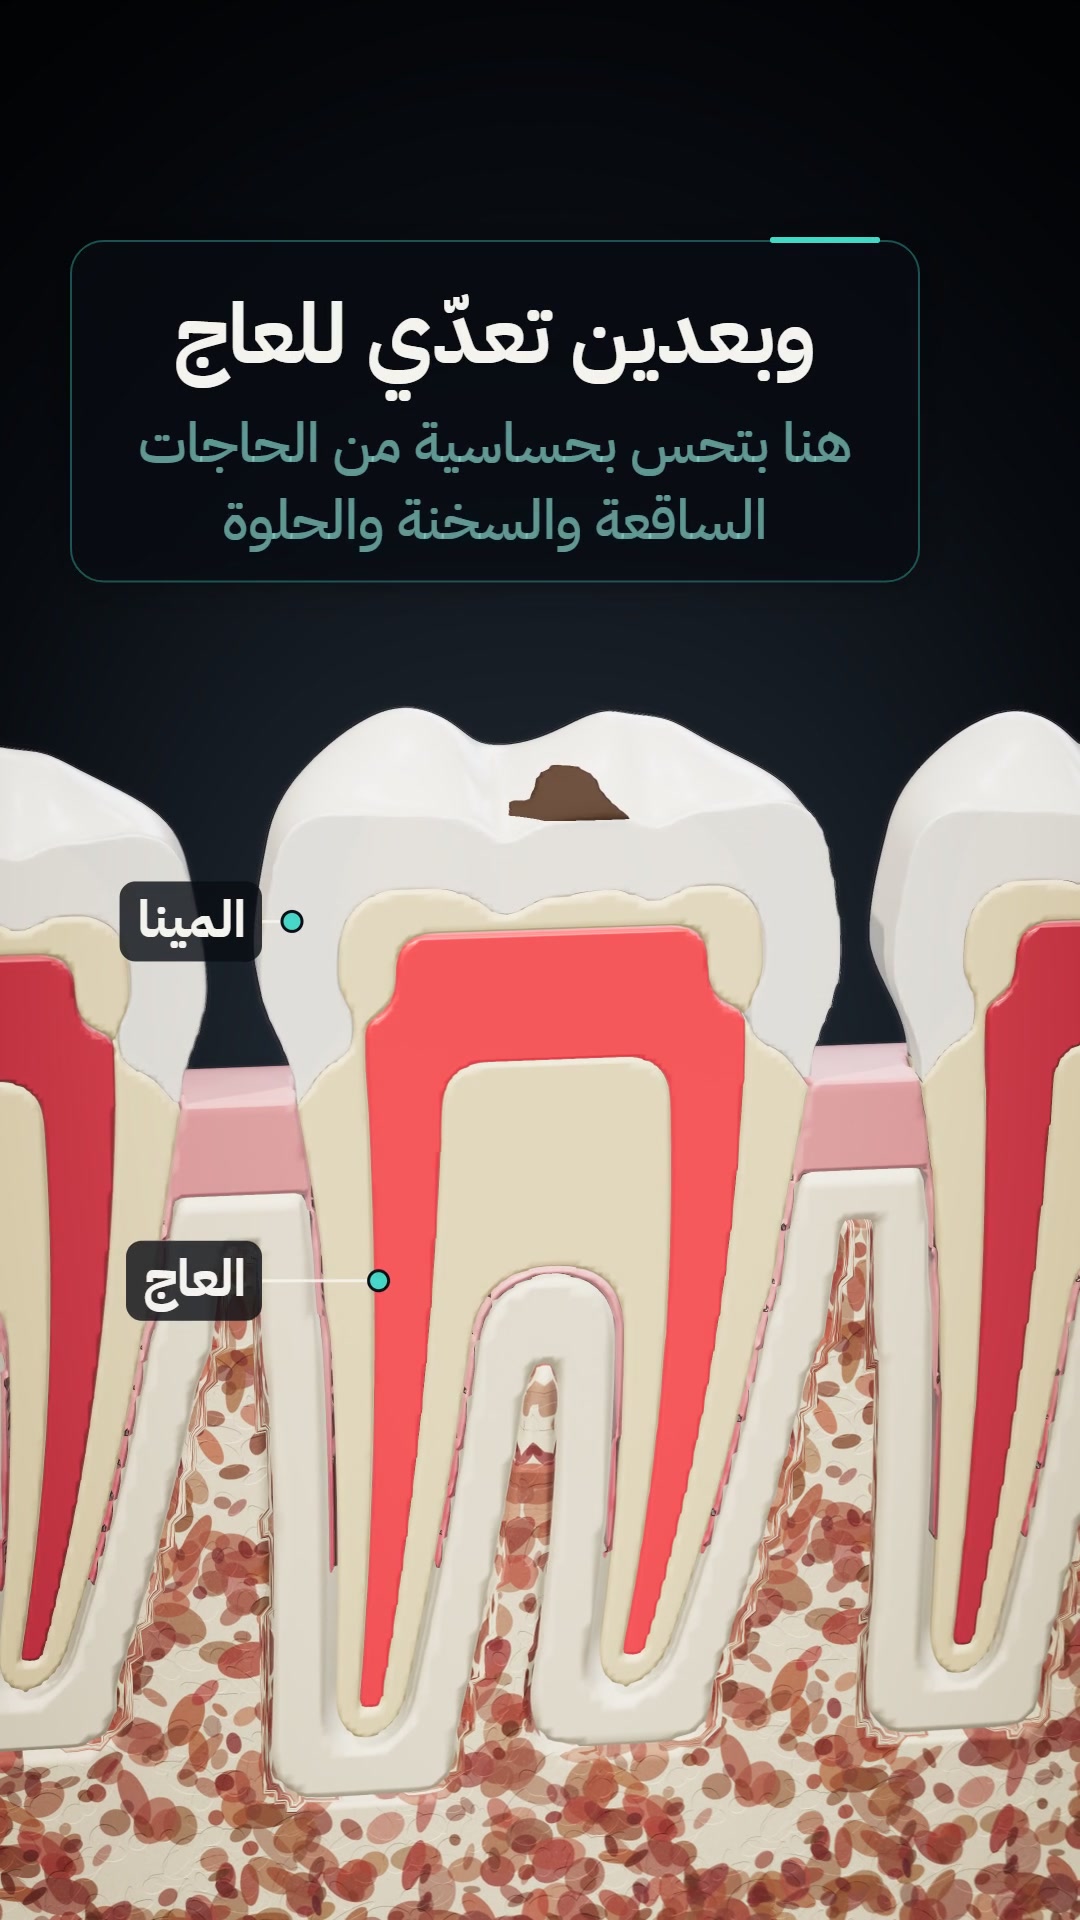 وبعدين تعدّي للعاج
هنا بتحس بحساسية من الحاجات
الساقعة والسخنة والحلوة
المينا
العاج